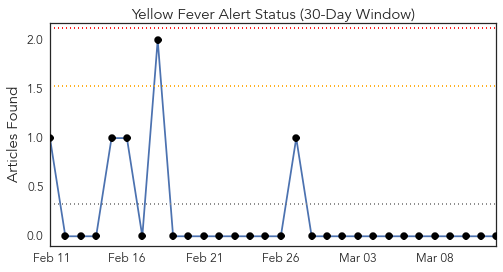 Yellow Fever Alert Status (30-Day Window)
Articles Found
2.0
1.5
1.0
0.5
0.0
Feb 11 Feb 16 Feb 21 Feb 26 Mar 03 Mar 08